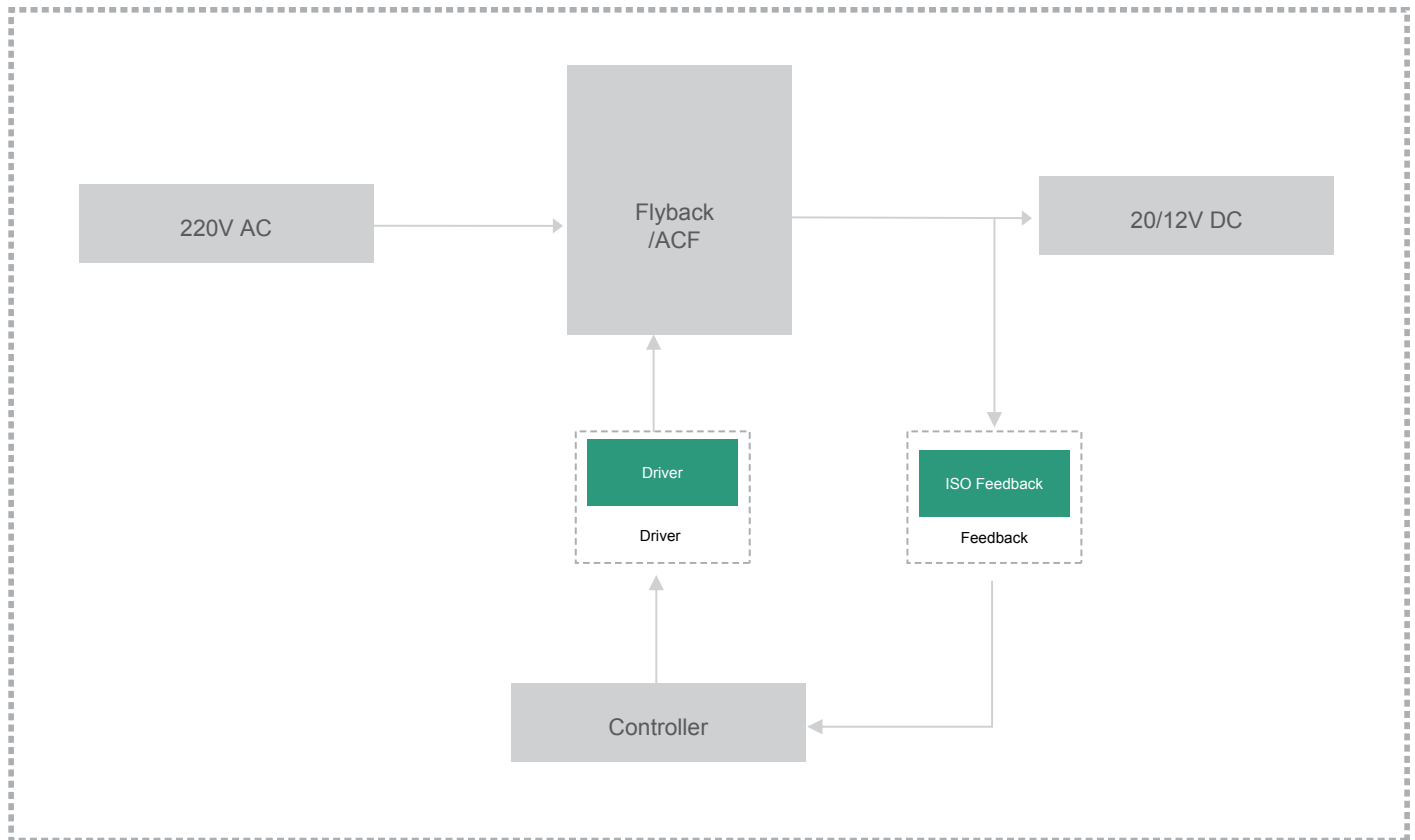 220V AC
Flyback
/ACF
20/12V DC
Driver
Driver
ISO Feedback
Feedback
Controller